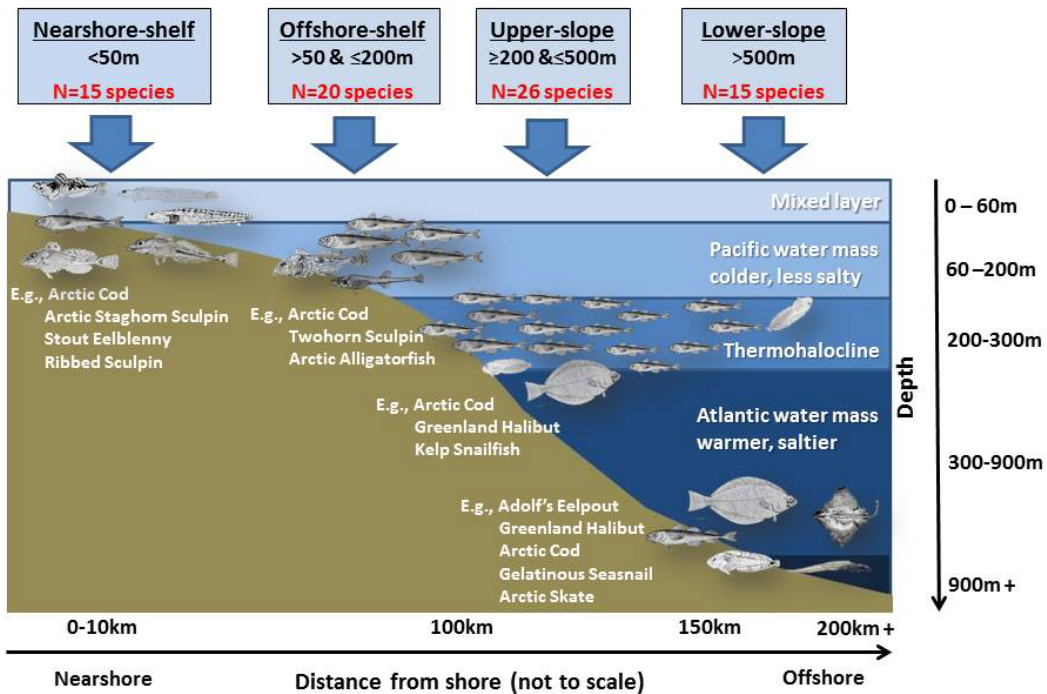 Nearshore-shelf
<50m
N=15 species
Offshore-shelf
>50 & ≤200m
N=20 species
Upper-slope
≥200 &≤500m
N=26 species
Lower-slope
>500m
N=15 species
Mixed layer
Pacific water mass
colder, less salty
Thermohalocline
Atlantic water mass
warmer, saltier
E.g., Arctic Cod
Arctic Staghorn Sculpin
Stout Eelblenny
Ribbed Sculpin
E.g., Arctic Cod
Twohorn Sculpin
Arctic Alligatorfish
E.g., Arctic Cod
Greenland Halibut
Kelp Snailfish
E.g., Adolf's Eelpout
Greenland Halibut
Arctic Cod
Gelatinous Seasnail
Arctic Skate
0 – 60m
60 –200m
200-300m
300-900m
900m +
Depth
0-10km
100km
150km
200km +
Nearshore
Distance from shore (not to scale)
Offshore